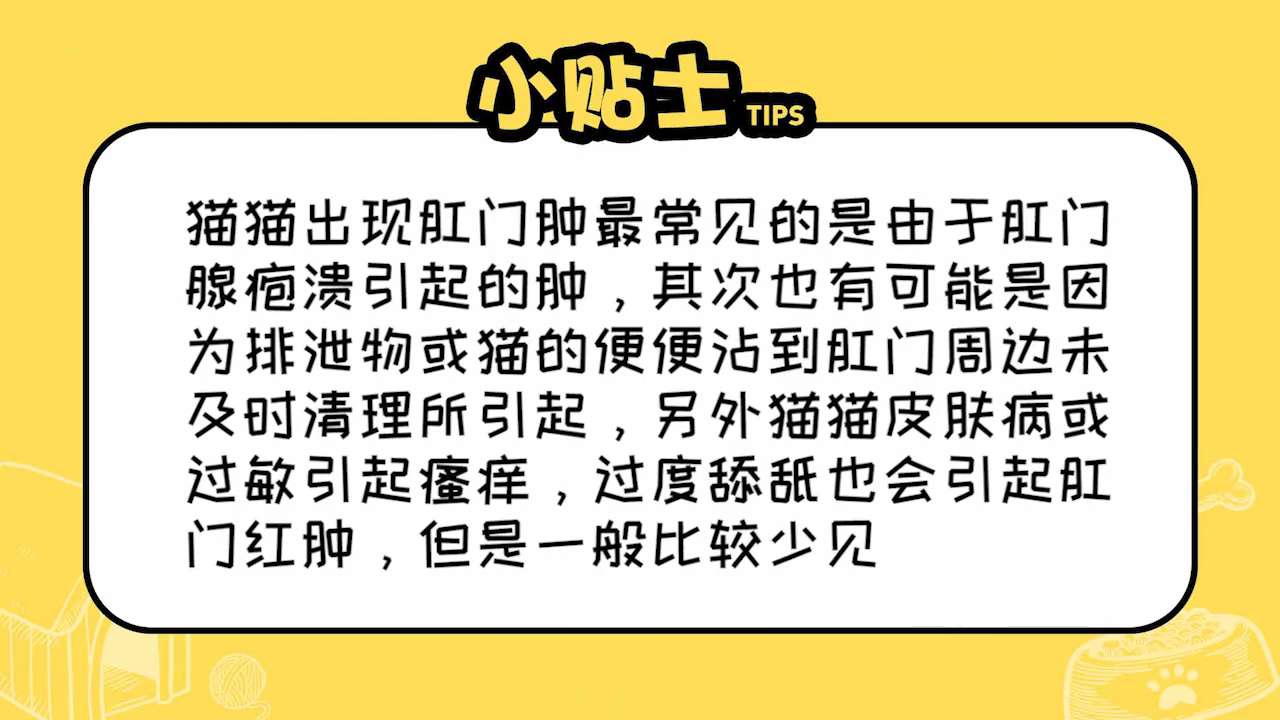 小贴士 TIPS
猫猫出现肛门肿最常见的是由于肛门
腺疱溃引起的肿，其次也有可能是因
为排泄物或猫的便便沾到肛门周边未
及时清理所引起，另外猫猫皮肤病或
过敏引起瘙痒，过度舔舐也会引起肛
门红肿，但是一般比较少见